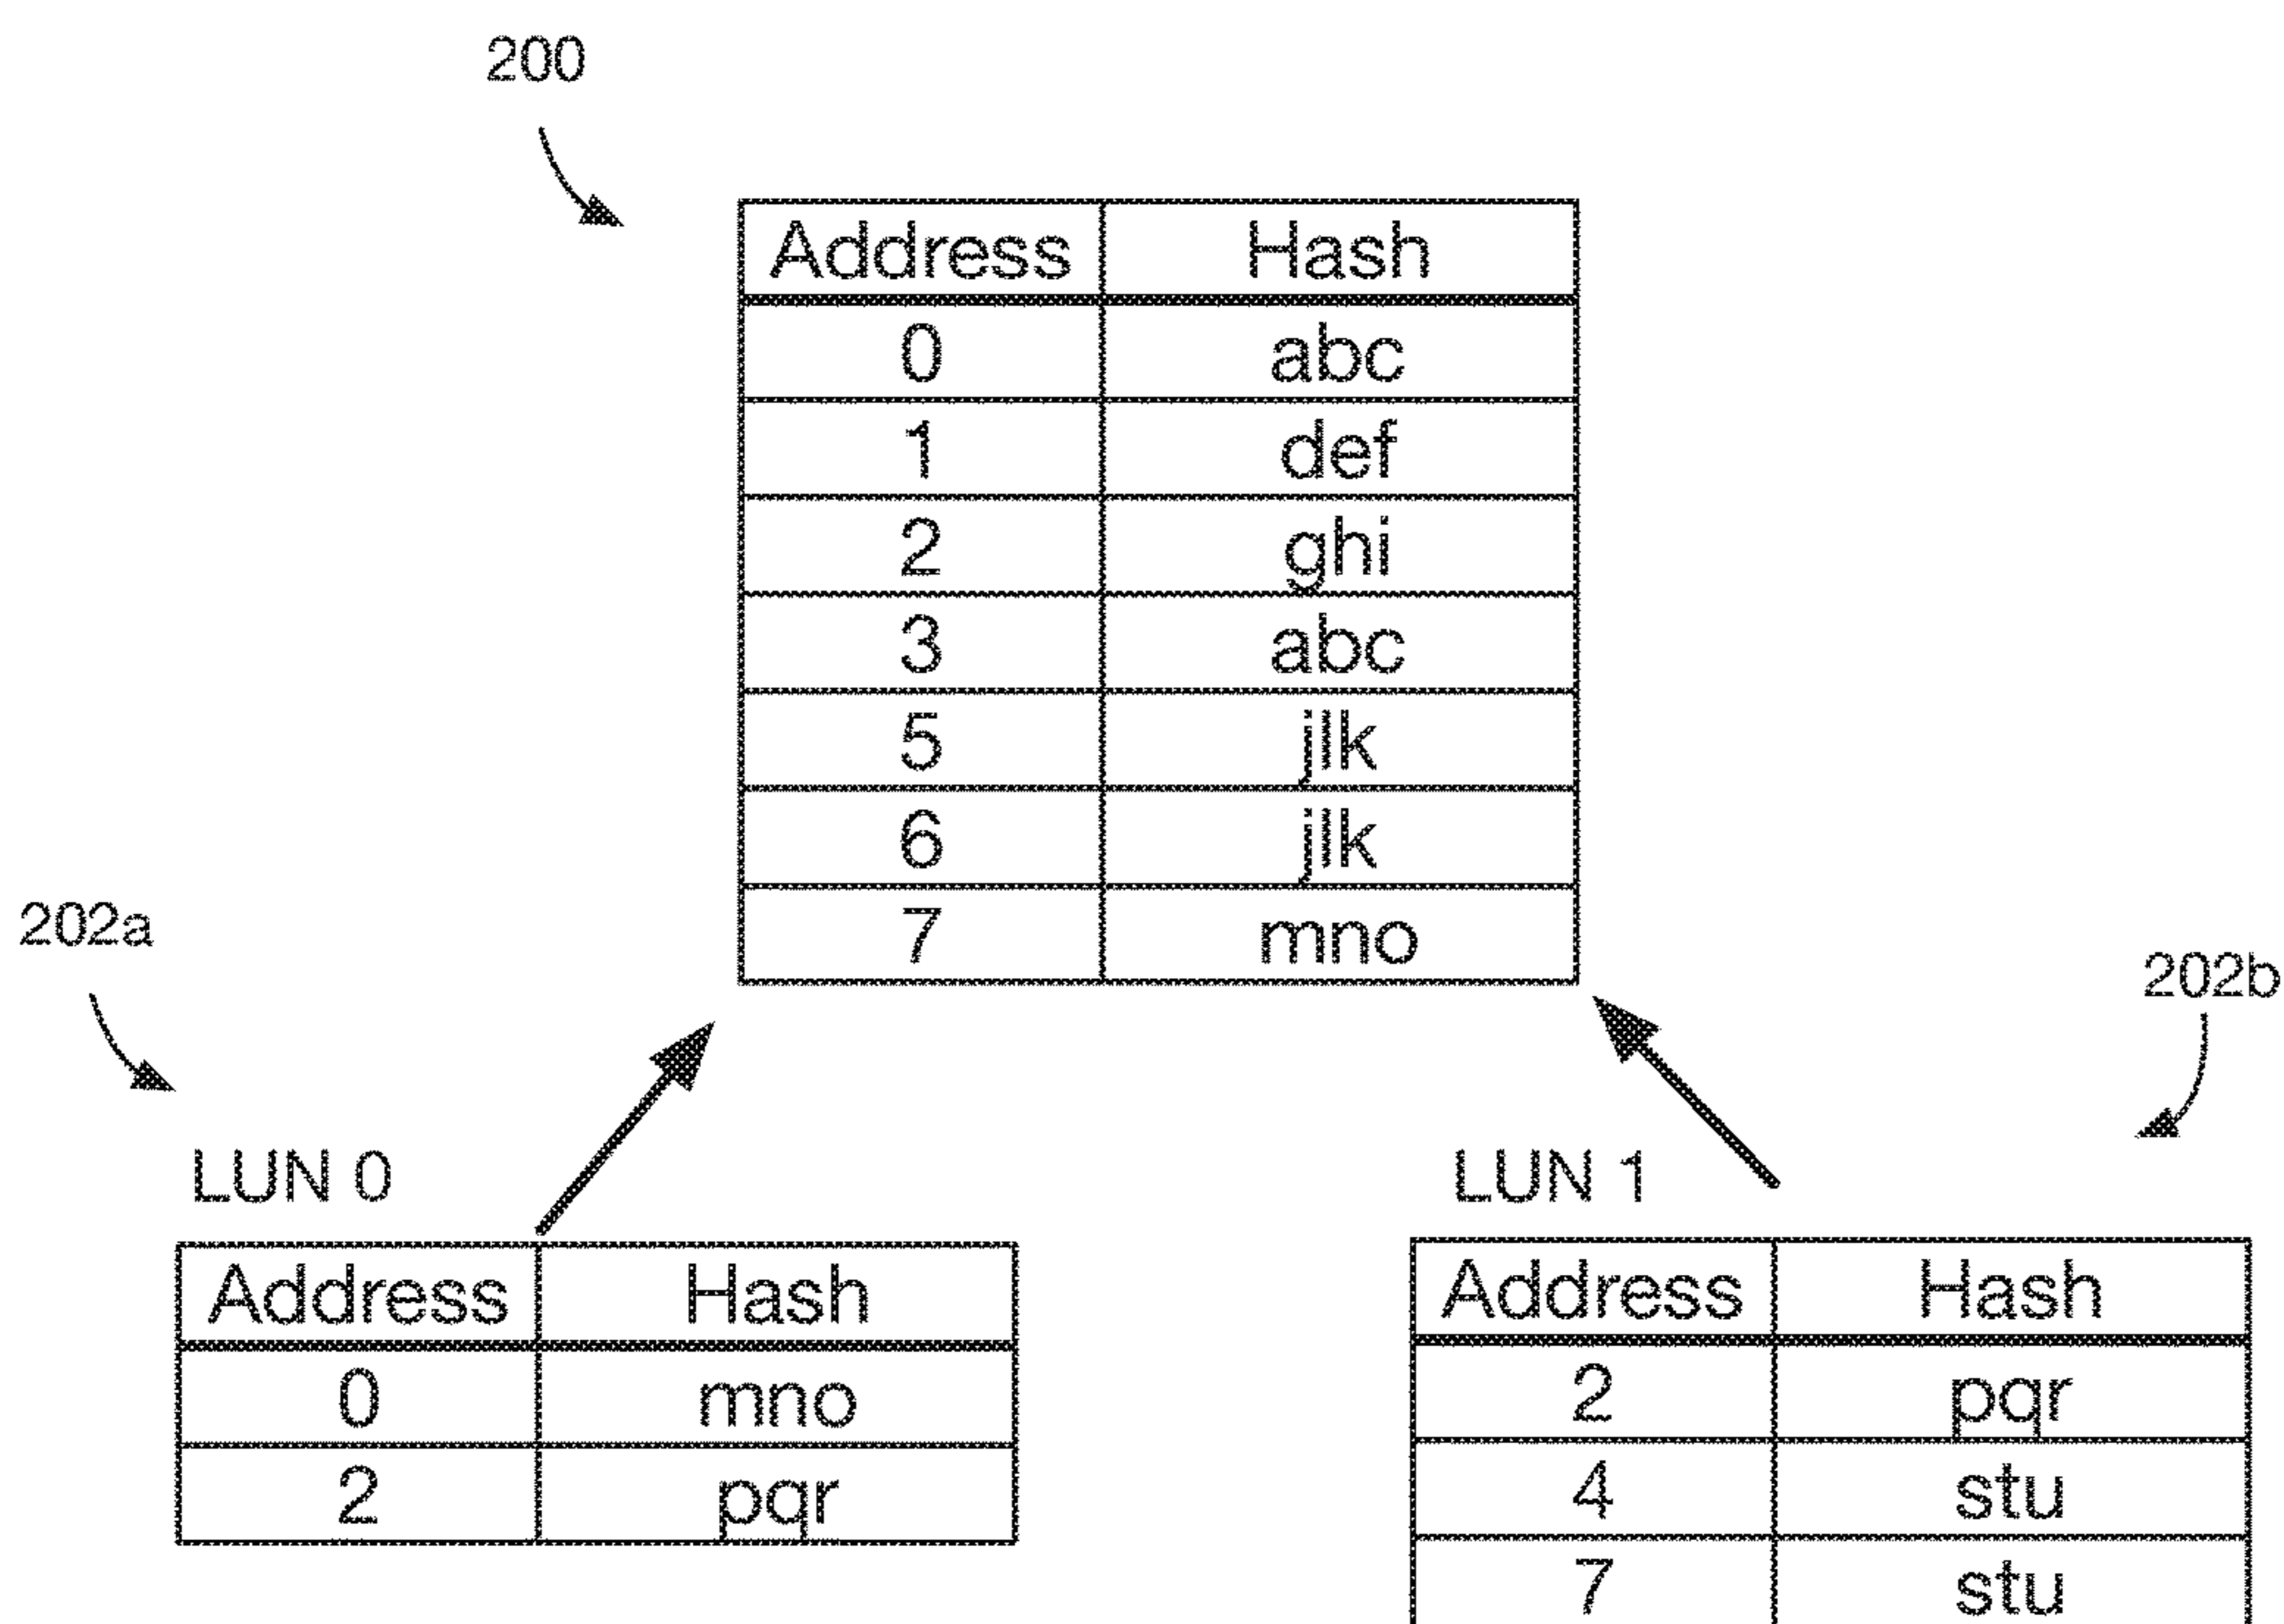 200
Address Hash
0 abc
1 def
2 ghi
3 abc
5 jlk
6 jlk
7 mno
202a
202b
LUN 0
Address Hash
0 mno
2 pqr
LUN 1
Address Hash
2 pqr
4 stu
7 stu